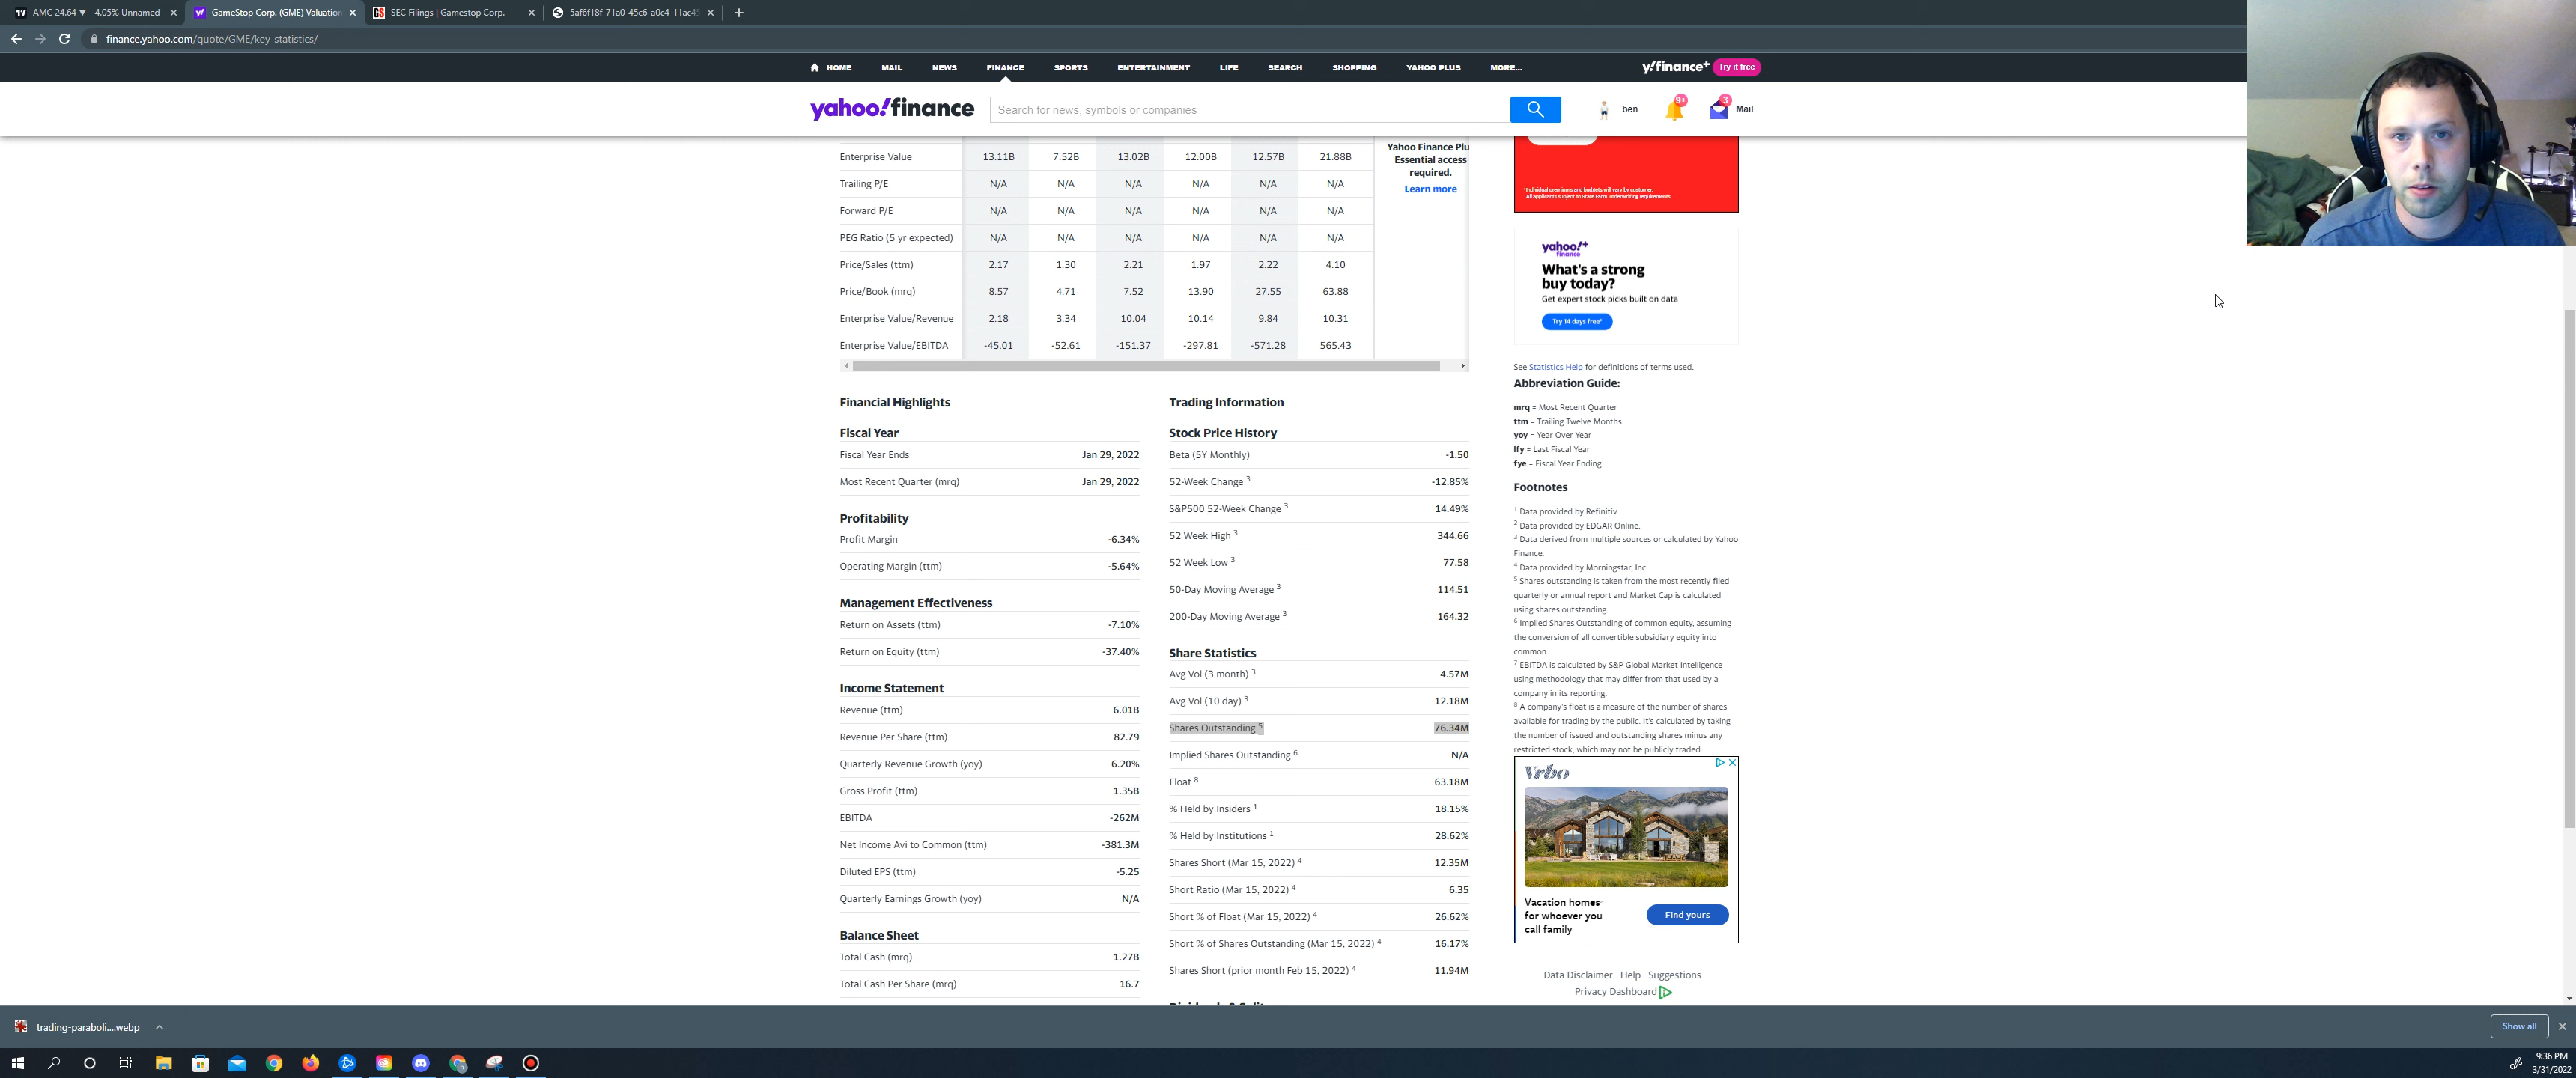 AMC 24.64 ▼ −4.05% Unnamed
GameStop Corp. (GME) Valuation
SEC Filings | Gamestop Corp.
5af6f18f-71a0-45c6-a0c4-11ac4
finance.yahoo.com/quote/GME/key-statistics/
HOME MAIL NEWS FINANCE SPORTS ENTERTAINMENT LIFE SEARCH SHOPPING YAHOO PLUS MORE...
y!finance+ Try it free
yahoo!finance
Search for news, symbols or companies
ben
9+
3
Mail
Enterprise Value 13.11B 7.52B 13.02B 12.00B 12.57B 21.88B
Trailing P/E N/A N/A N/A N/A N/A N/A
Forward P/E N/A N/A N/A N/A N/A N/A
PEG Ratio (5 yr expected) N/A N/A N/A N/A N/A N/A
Price/Sales (ttm) 2.17 1.30 2.21 1.97 2.22 4.10
Price/Book (mrq) 8.57 4.71 7.52 13.90 27.55 63.88
Enterprise Value/Revenue 2.18 3.34 10.04 10.14 9.84 10.31
Enterprise Value/EBITDA -45.01 -52.61 -151.37 -297.81 -571.28 565.43
Yahoo Finance Plu
Essential access
required.
Learn more
Financial Highlights
Fiscal Year
Fiscal Year Ends Jan 29, 2022
Most Recent Quarter (mrq) Jan 29, 2022
Profitability
Profit Margin -6.34%
Operating Margin (ttm) -5.64%
Management Effectiveness
Return on Assets (ttm) -7.10%
Return on Equity (ttm) -37.40%
Income Statement
Revenue (ttm) 6.01B
Revenue Per Share (ttm) 82.79
Quarterly Revenue Growth (yoy) 6.20%
Gross Profit (ttm) 1.35B
EBITDA -262M
Net Income Avi to Common (ttm) -381.3M
Diluted EPS (ttm) -5.25
Quarterly Earnings Growth (yoy) N/A
Balance Sheet
Total Cash (mrq) 1.27B
Total Cash Per Share (mrq) 16.7
Trading Information
Stock Price History
Beta (5Y Monthly) -1.50
52-Week Change 3 -12.85%
S&P500 52-Week Change 3 14.49%
52 Week High 3 344.66
52 Week Low 3 77.58
50-Day Moving Average 3 114.51
200-Day Moving Average 3 164.32
Share Statistics
Avg Vol (3 month) 3 4.57M
Avg Vol (10 day) 3 12.18M
Shares Outstanding 5 76.34M
Implied Shares Outstanding 6 N/A
Float 8 63.18M
% Held by Insiders 1 18.15%
% Held by Institutions 1 28.62%
Shares Short (Mar 15, 2022) 4 12.35M
Short Ratio (Mar 15, 2022) 4 6.35
Short % of Float (Mar 15, 2022) 4 26.62%
Short % of Shares Outstanding (Mar 15, 2022) 4 16.17%
Shares Short (prior month Feb 15, 2022) 4 11.94M
Dividends & Splits
*Individual premiums and budgets will vary by customer.
All applicants subject to State Farm underwriting requirements.
yahoo!+
finance
What's a strong
buy today?
Get expert stock picks built on data
Try 14 days free*
See Statistics Help for definitions of terms used.
Abbreviation Guide:
mrq = Most Recent Quarter
ttm = Trailing Twelve Months
yoy = Year Over Year
lfy = Last Fiscal Year
fye = Fiscal Year Ending
Footnotes
1 Data provided by Refinitiv.
2 Data provided by EDGAR Online.
3 Data derived from multiple sources or calculated by Yahoo
Finance.
4 Data provided by Morningstar, Inc.
5 Shares outstanding is taken from the most recently filed
quarterly or annual report and Market Cap is calculated
using shares outstanding.
6 Implied Shares Outstanding of common equity, assuming
the conversion of all convertible subsidiary equity into
common.
7 EBITDA is calculated by S&P Global Market Intelligence
using methodology that may differ from that used by a
company in its reporting.
8 A company's float is a measure of the number of shares
available for trading by the public. It's calculated by taking
the number of issued and outstanding shares minus any
restricted stock, which may not be publicly traded.
Vrbo
Vacation homes
for whoever you
call family
Find yours
Data Disclaimer Help Suggestions
Privacy Dashboard
trading-paraboli....webp
Show all
9:36 PM
3/31/2022